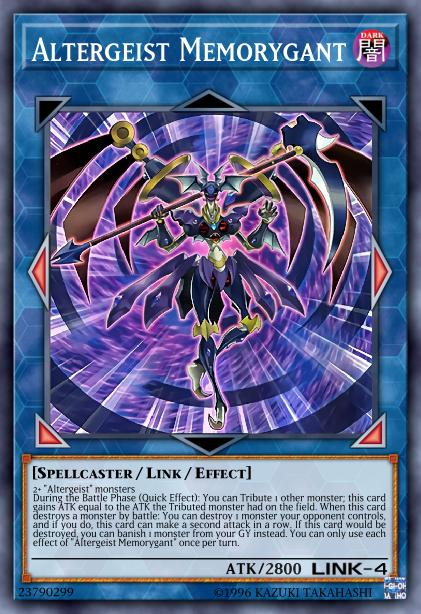 ALTERGEIST MEMORYGANT
DARK
闇
[SPELLCASTER / LINK / EFFECT]
2+ "Altergeist" monsters
During the Battle Phase (Quick Effect): You can Tribute 1 other monster; this card
gains ATK equal to the ATK the Tributed monster had on the field. When this card
destroys a monster by battle: You can destroy 1 monster your opponent controls,
and if you do, this card can make a second attack in a row. If this card would be
destroyed, you can banish 1 monster from your GY instead. You can only use each
effect of "Altergeist Memorygant" once per turn.
ATK/2800 LINK-4
23790299 ©1996 KAZUKI TAKAHASHI